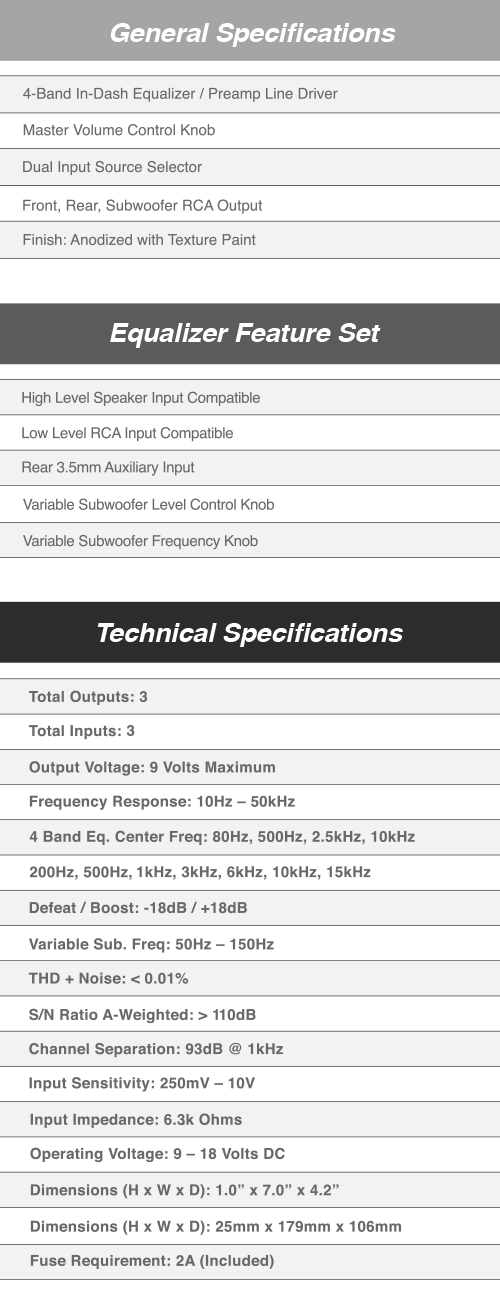 General Specifications
4-Band In-Dash Equalizer / Preamp Line Driver
Master Volume Control Knob
Dual Input Source Selector
Front, Rear, Subwoofer RCA Output
Finish: Anodized with Texture Paint
Equalizer Feature Set
High Level Speaker Input Compatible
Low Level RCA Input Compatible
Rear 3.5mm Auxiliary Input
Variable Subwoofer Level Control Knob
Variable Subwoofer Frequency Knob
Technical Specifications
Total Outputs: 3
Total Inputs: 3
Output Voltage: 9 Volts Maximum
Frequency Response: 10Hz – 50kHz
4 Band Eq. Center Freq: 80Hz, 500Hz, 2.5kHz, 10kHz
200Hz, 500Hz, 1kHz, 3kHz, 6kHz, 10kHz, 15kHz
Defeat / Boost: -18dB / +18dB
Variable Sub. Freq: 50Hz – 150Hz
THD + Noise: < 0.01%
S/N Ratio A-Weighted: > 110dB
Channel Separation: 93dB @ 1kHz
Input Sensitivity: 250mV – 10V
Input Impedance: 6.3k Ohms
Operating Voltage: 9 – 18 Volts DC
Dimensions (H x W x D): 1.0” x 7.0” x 4.2”
Dimensions (H x W x D): 25mm x 179mm x 106mm
Fuse Requirement: 2A (Included)